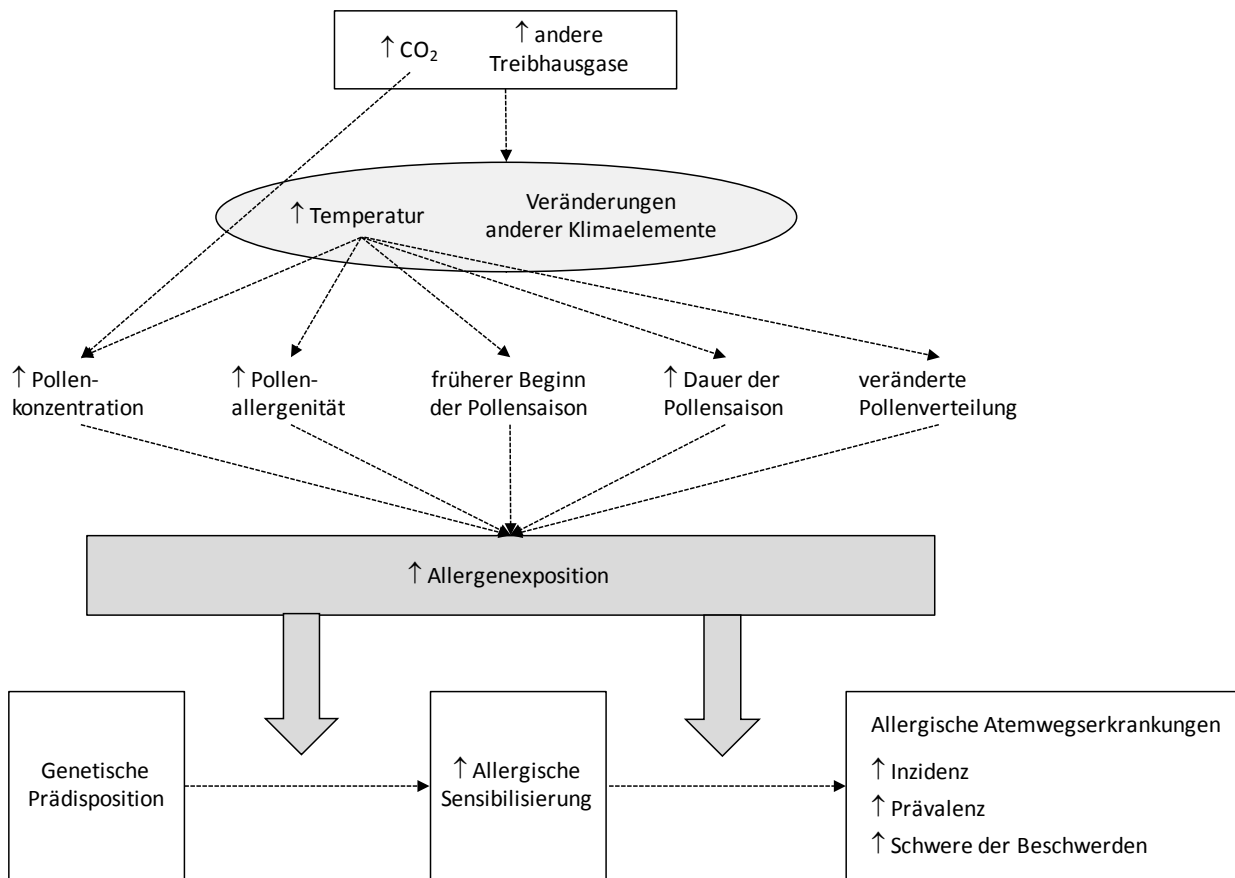 ↑ CO₂
↑ andere
Treibhausgase
↑ Temperatur
Veränderungen
anderer Klimaelemente
↑ Pollen-
konzentration
↑ Pollen-
allergenität
früherer Beginn
der Pollensaison
↑ Dauer der
Pollensaison
veränderte
Pollenverteilung
↑ Allergenexposition
Genetische
Prädisposition
↑ Allergische
Sensibilisierung
Allergische Atemwegserkrankungen
↑ Inzidenz
↑ Prävalenz
↑ Schwere der Beschwerden